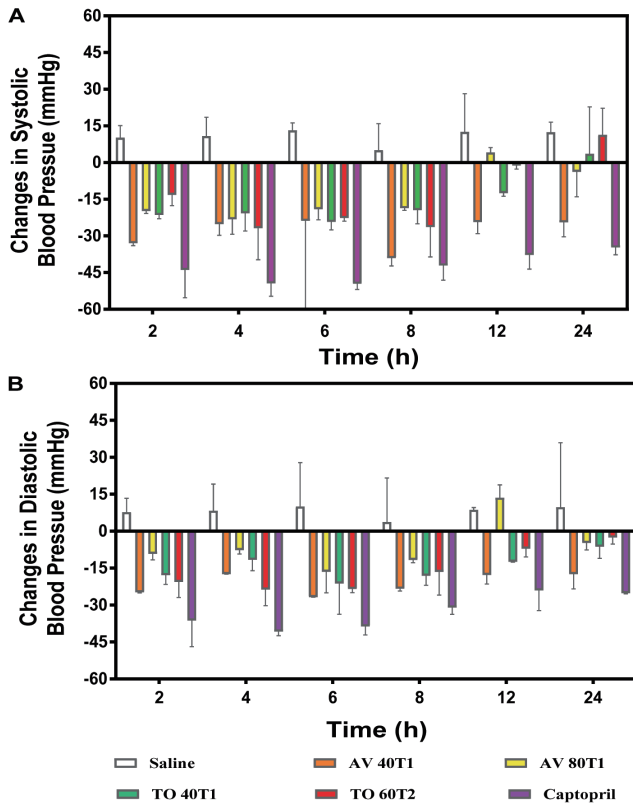 A
Changes in Systolic
Blood Pressue (mmHg)
60
45
30
15
0
-15
-30
-45
-60
2 4 6 8 12 24
Time (h)
B
Changes in Diastolic
Blood Pressue (mmHg)
60
45
30
15
0
-15
-30
-45
-60
2 4 6 8 12 24
Time (h)
Saline AV 40T1 AV 80T1
TO 40T1 TO 60T2 Captopril